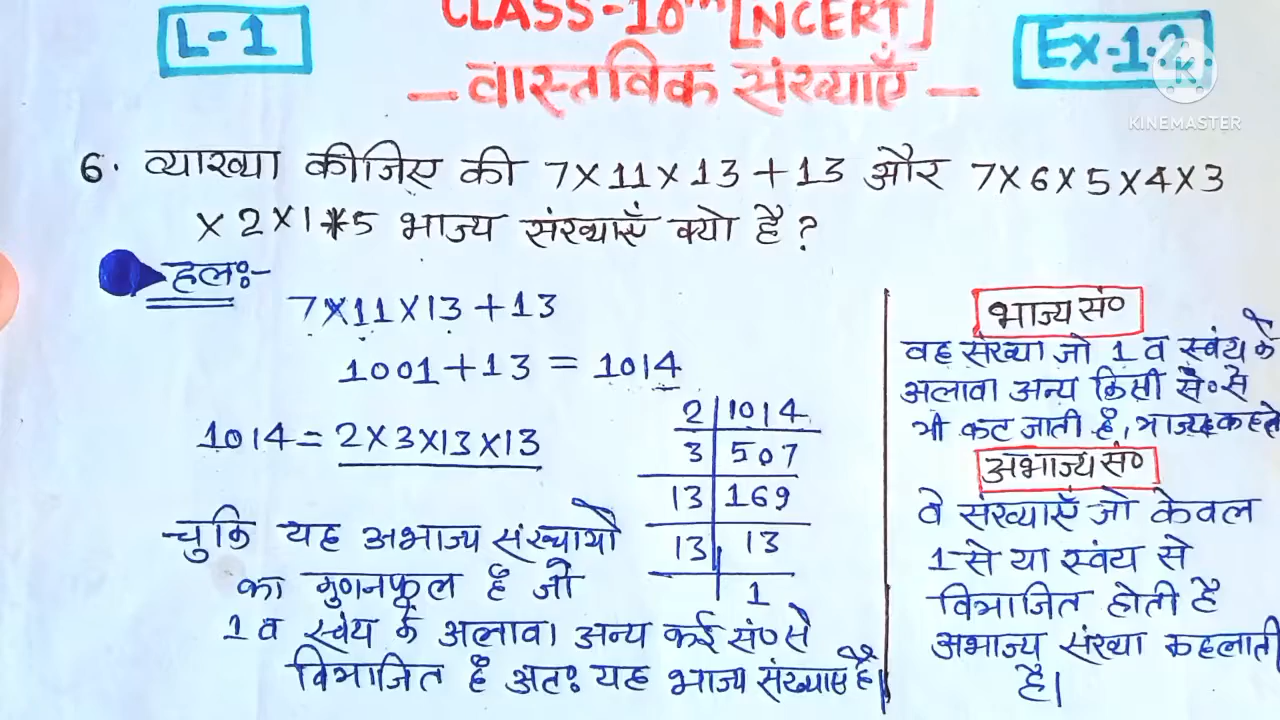 L-1
CLASS-10th [NCERT]
Ex-1.2
KINEMASTER
— वास्तविक संख्याएँ —
6. व्याख्या कीजिए की 7×11×13+13 और 7×6×5×4×3
×2×1+5 भाज्य संख्याएँ क्यो है?
हलः-
7×11×13+13
1001+13 = 1014
1014 = 2×3×13×13
2 | 1014
3 | 507
13 | 169
13 | 13
1
चुकि यह अभाज्य संख्यायो
का गुणनफूल है जो
1 व स्वंय के अलावा अन्य कई सं० से
विभाजित है अतः यह भाज्य संख्याएं है।
भाज्य सं०
वह संख्या जो 1 व स्वंय के
अलावा अन्य किसी सं० से
भी कट जाती है, भाज्य कहते
अभाज्य सं०
वे संख्याएँ जो केवल
1 से या स्वंय से
विभाजित होती है
अभाज्य संख्या कहलाती
है।